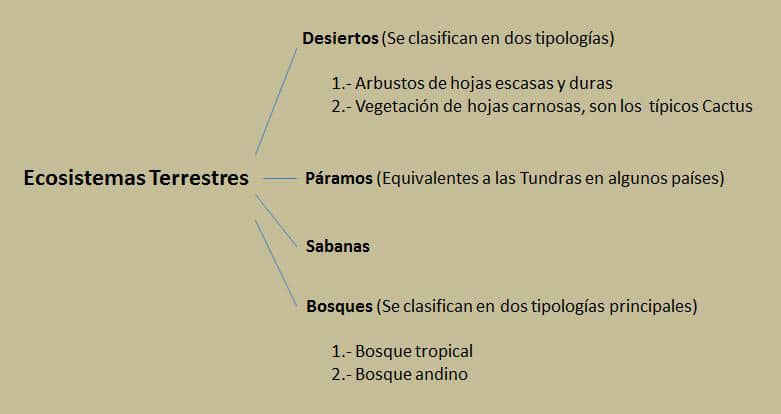 Desiertos (Se clasifican en dos tipologías)
1.- Arbustos de hojas escasas y duras
2.- Vegetación de hojas carnosas, son los típicos Cactus
Ecosistemas Terrestres
Páramos (Equivalentes a las Tundras en algunos países)
Sabanas
Bosques (Se clasifican en dos tipologías principales)
1.- Bosque tropical
2.- Bosque andino